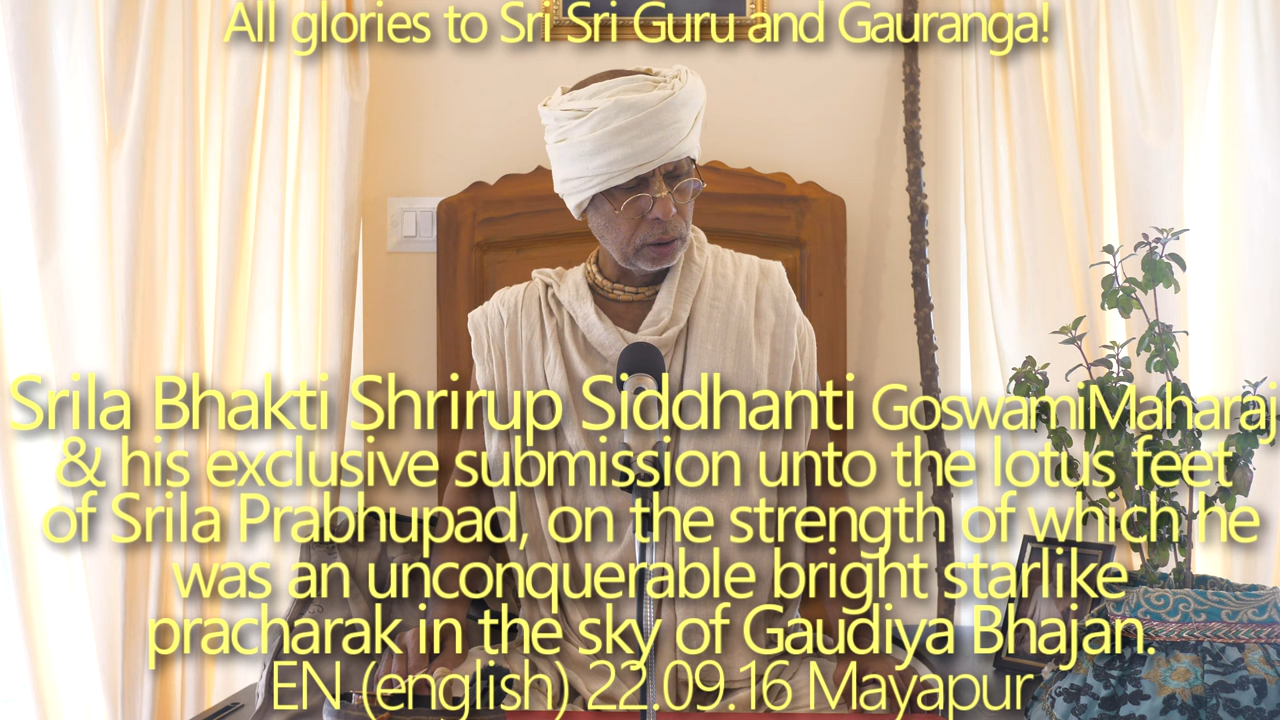 All glories to Sri Sri Guru and Gauranga!
Srila Bhakti Shrirup Siddhanti GoswamiMaharaj
& his exclusive submission unto the lotus feet
of Srila Prabhupad, on the strength of which he
was an unconquerable bright starlike
pracharak in the sky of Gaudiya Bhajan.
EN (english) 22.09.16 Mayapur